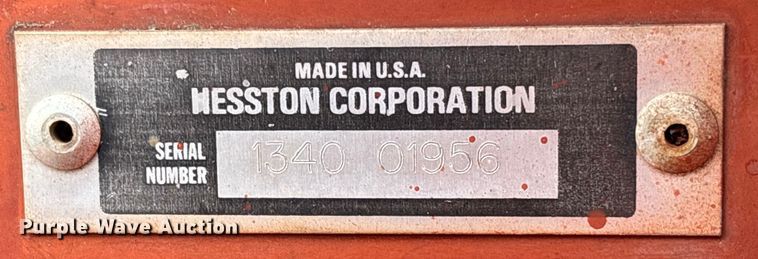 MADE IN U.S.A.
HESSTON CORPORATION
SERIAL NUMBER 1340 01956
Purple Wave Auction